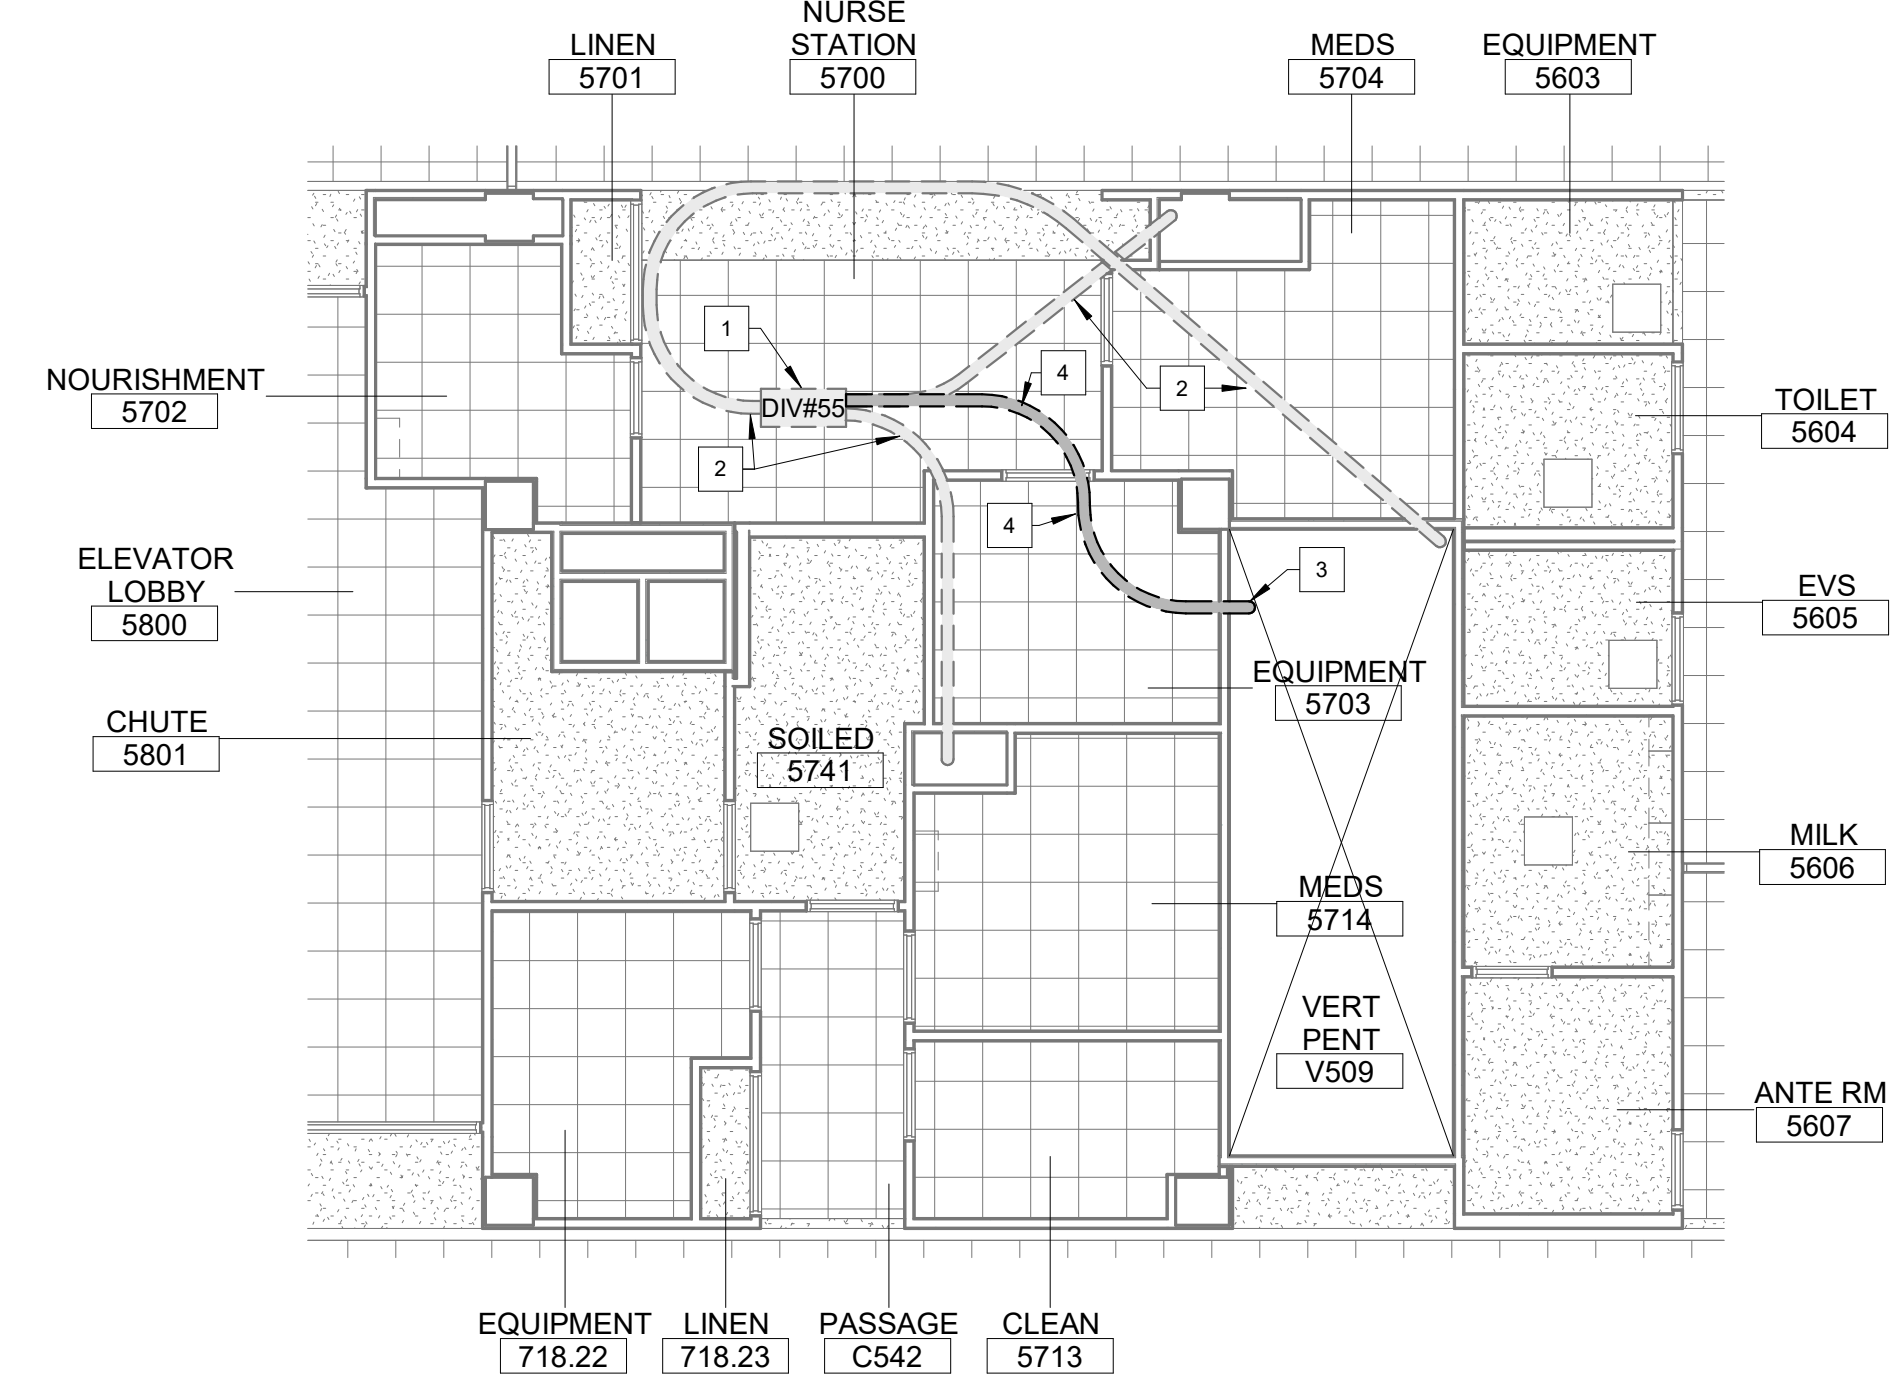 NURSE
STATION
5700
LINEN
5701
MEDS
5704
EQUIPMENT
5603
1
4
2
DIV#55
2
4
3
NOURISHMENT
5702
TOILET
5604
ELEVATOR
LOBBY
5800
EVS
5605
EQUIPMENT
5703
CHUTE
5801
SOILED
5741
MILK
5606
MEDS
5714
VERT
PENT
V509
ANTE RM
5607
EQUIPMENT
718.22
LINEN
718.23
PASSAGE
C542
CLEAN
5713